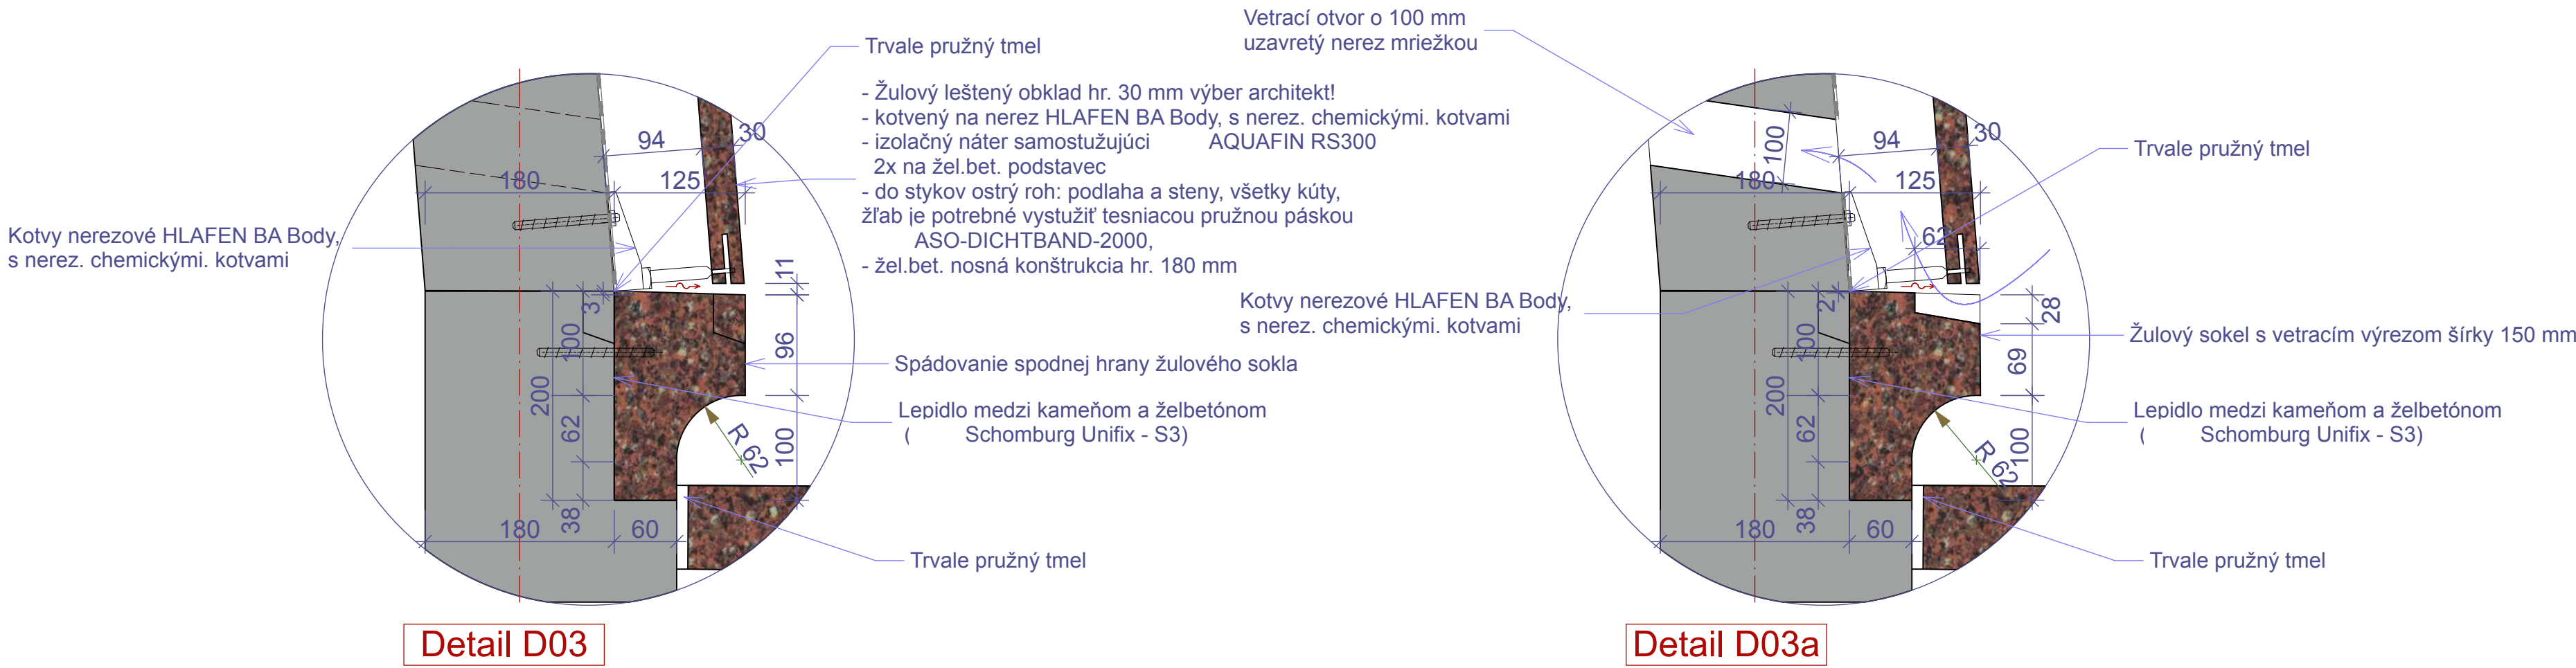 Trvale pružný tmel
- Žulový leštený obklad hr. 30 mm výber architekt!
- kotvený na nerez HLAFEN BA Body, s nerez. chemickými. kotvami
- izolačný náter samostužujúci AQUAFIN RS300
2x na žel.bet. podstavec
- do stykov ostrý roh: podlaha a steny, všetky kúty,
žľab je potrebné vystužiť tesniacou pružnou páskou
ASO-DICHTBAND-2000,
- žel.bet. nosná konštrukcia hr. 180 mm
Kotvy nerezové HLAFEN BA Body,
s nerez. chemickými. kotvami
94
30
180
125
11
3
100
96
200
62
R 62
100
38
180
60
Spádovanie spodnej hrany žulového sokla
Lepidlo medzi kameňom a želbetónom
( Schomburg Unifix - S3)
Trvale pružný tmel
Detail D03
Vetrací otvor o 100 mm
uzavretý nerez mriežkou
Trvale pružný tmel
Kotvy nerezové HLAFEN BA Body,
s nerez. chemickými. kotvami
100
94
30
180
125
62
2
28
100
69
200
62
R 62
100
38
180
60
Žulový sokel s vetracím výrezom šírky 150 mm
Lepidlo medzi kameňom a želbetónom
( Schomburg Unifix - S3)
Trvale pružný tmel
Detail D03a